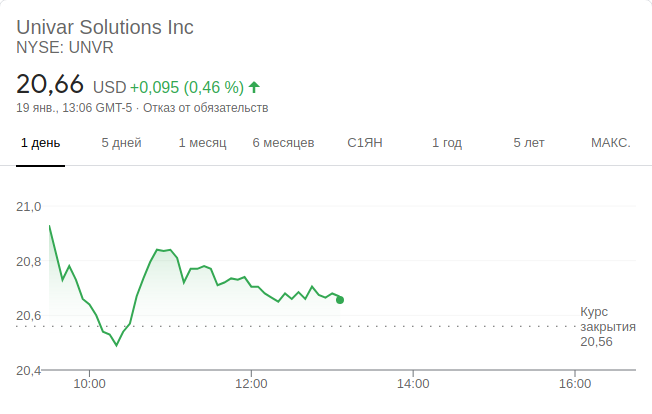 Univar Solutions Inc
NYSE: UNVR
20,66 USD +0,095 (0,46 %)
19 янв., 13:06 GMT-5 · Отказ от обязательств
1 день 5 дней 1 месяц 6 месяцев С1ЯН 1 год 5 лет МАКС.
21,0
20,8
20,6
Курс
закрытия
20,56
20,4
10:00 12:00 14:00 16:00